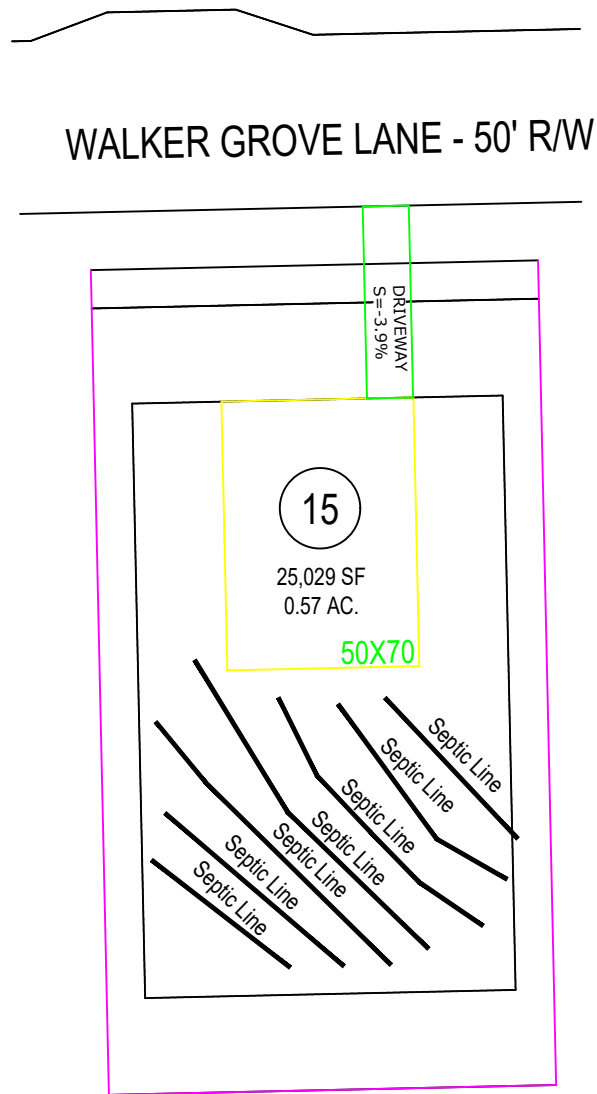 WALKER GROVE LANE - 50' R/W
DRIVEWAY
S=-3.9%
15
25,029 SF
0.57 AC.
50X70
Septic Line
Septic Line
Septic Line
Septic Line
Septic Line
Septic Line
Septic Line